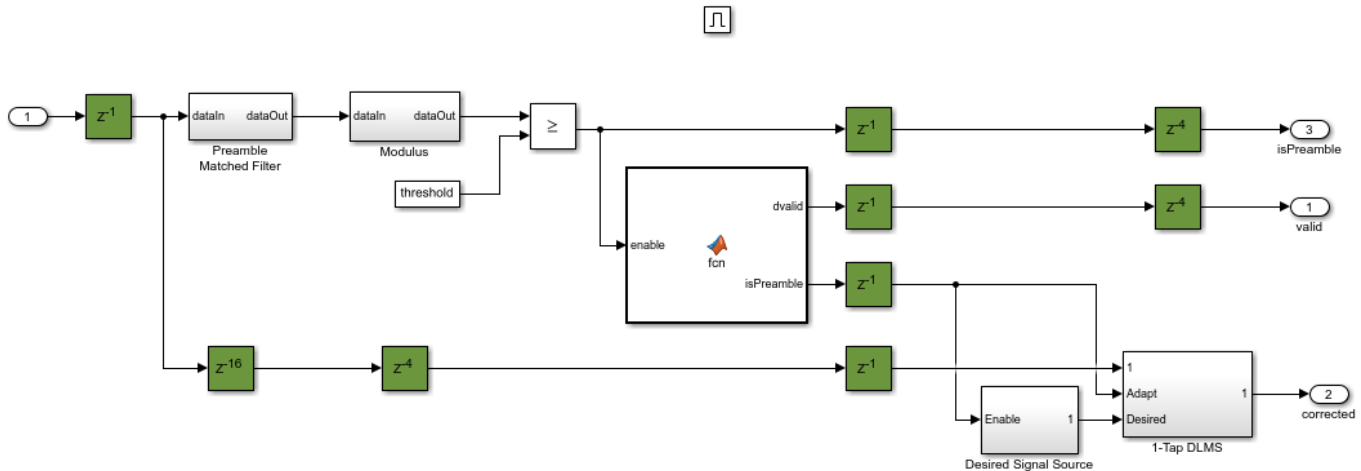 1
z-1
dataIn
dataOut
Preamble
Matched Filter
dataIn
dataOut
Modulus
≥
threshold
z-1
z-4
3
isPreamble
enable
fcn
dvalid
isPreamble
z-1
z-4
1
valid
z-1
z-16
z-4
z-1
Enable
1
Desired Signal Source
1
Adapt
Desired
1
1-Tap DLMS
2
corrected